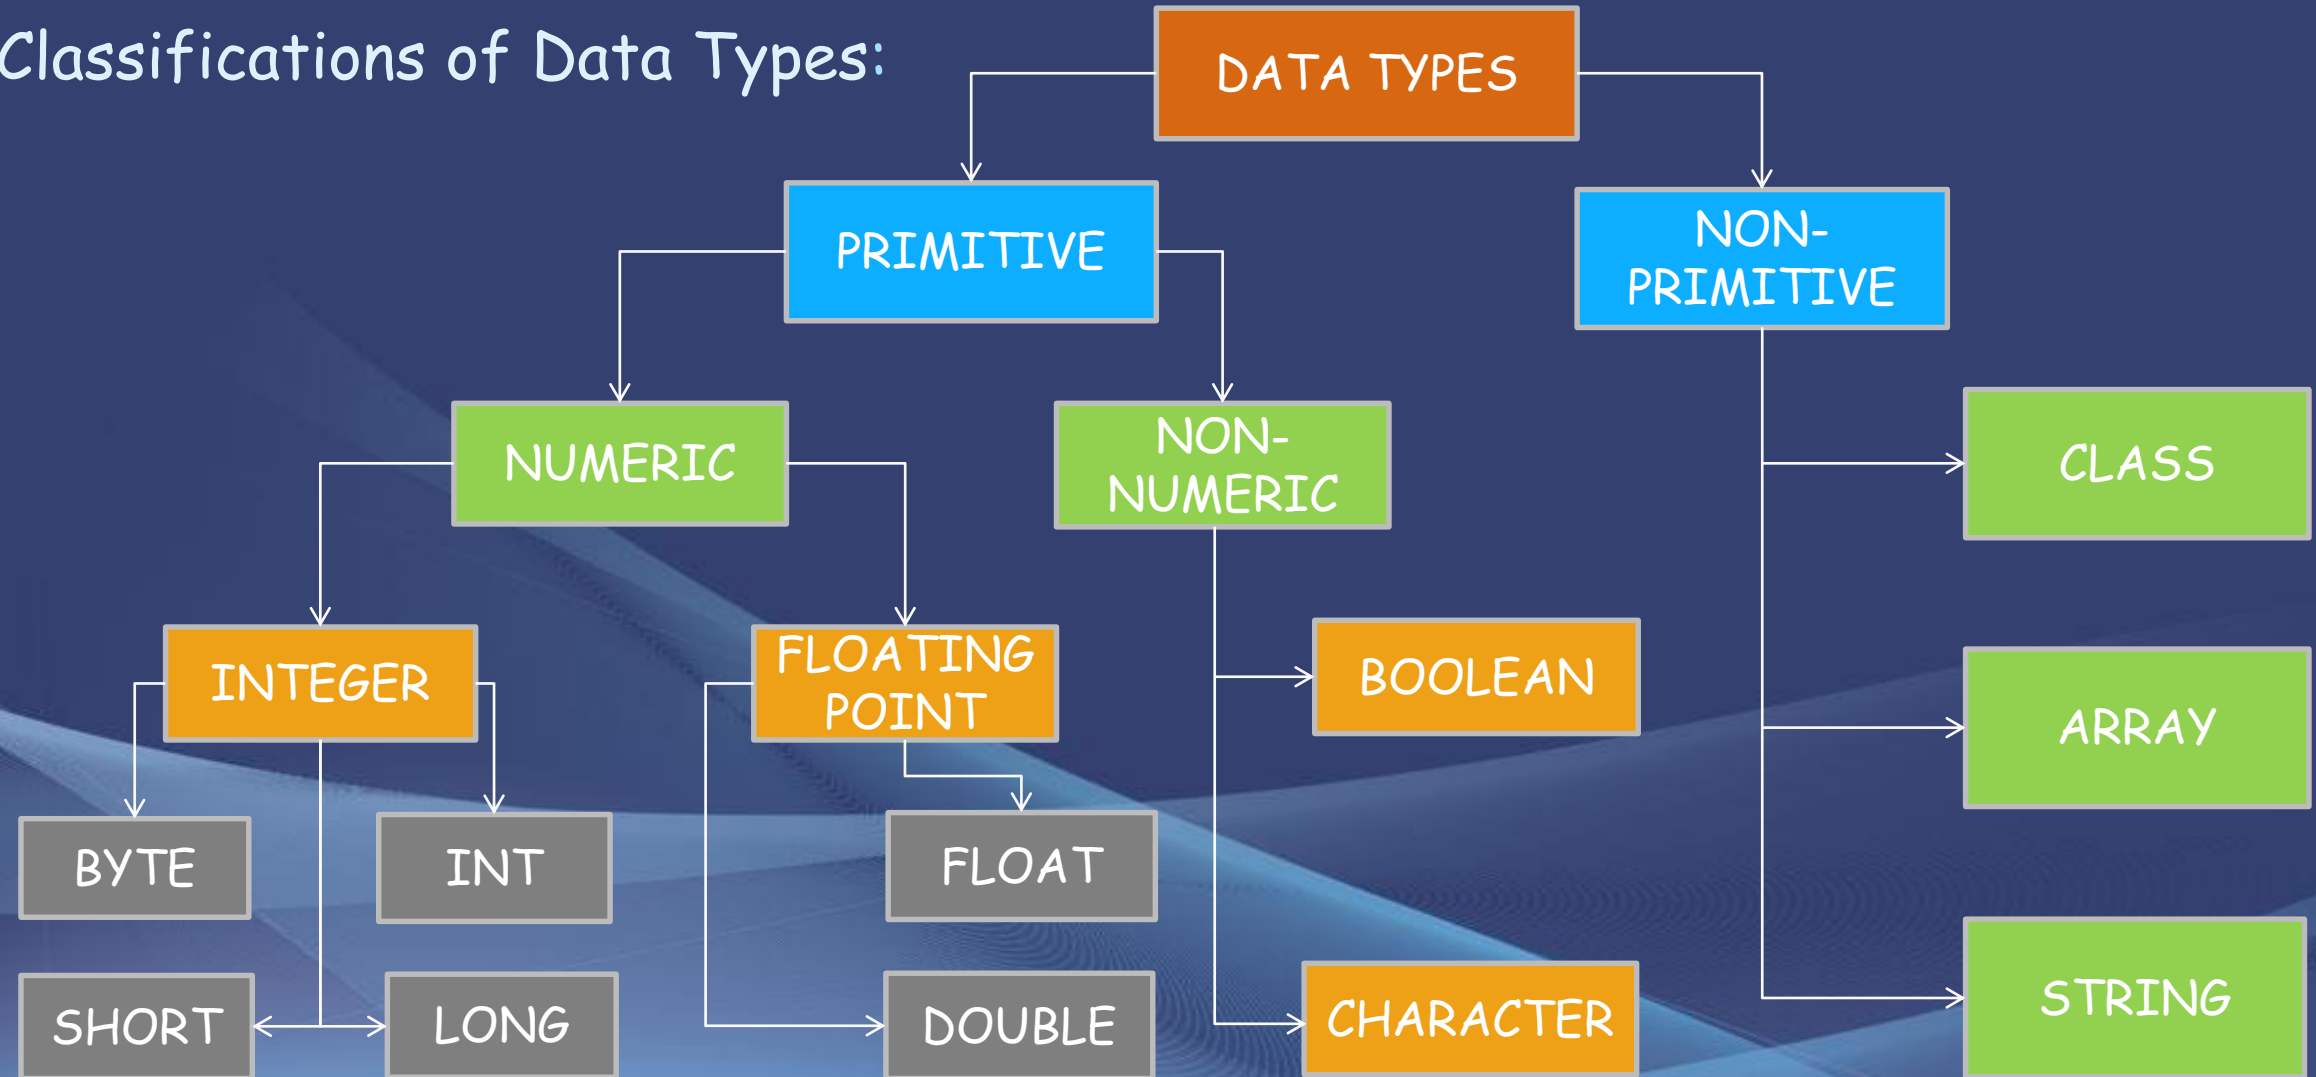 Classifications of Data Types:
DATA TYPES
PRIMITIVE
NON-
PRIMITIVE
NUMERIC
NON-
NUMERIC
CLASS
INTEGER
FLOATING
POINT
BOOLEAN
ARRAY
BYTE
INT
FLOAT
SHORT
LONG
DOUBLE
CHARACTER
STRING